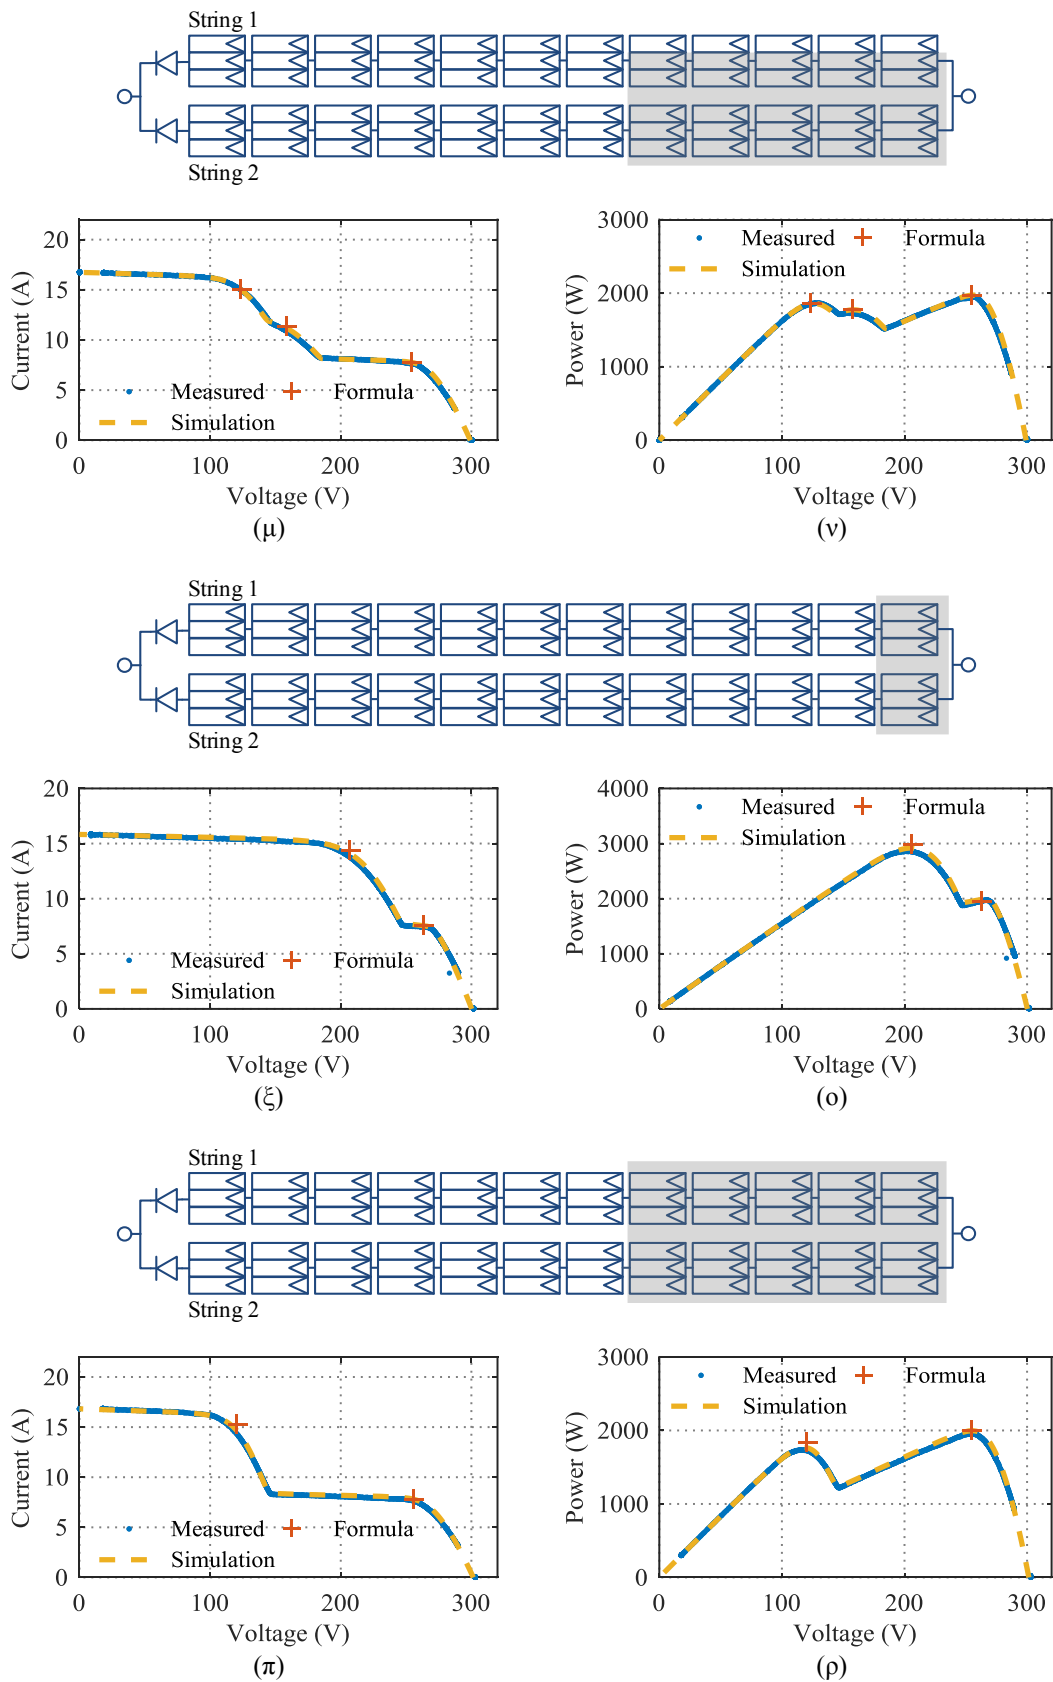 String 1
String 2
20
15
10
5
0
Current (A)
Measured
Formula
Simulation
0 100 200 300
Voltage (V)
(μ)
3000
2000
1000
0
Power (W)
Measured
Formula
Simulation
0 100 200 300
Voltage (V)
(ν)
String 1
String 2
20
15
10
5
0
Current (A)
Measured
Formula
Simulation
0 100 200 300
Voltage (V)
(ξ)
4000
3000
2000
1000
0
Power (W)
Measured
Formula
Simulation
0 100 200 300
Voltage (V)
(ο)
String 1
String 2
20
15
10
5
0
Current (A)
Measured
Formula
Simulation
0 100 200 300
Voltage (V)
(π)
3000
2000
1000
0
Power (W)
Measured
Formula
Simulation
0 100 200 300
Voltage (V)
(ρ)